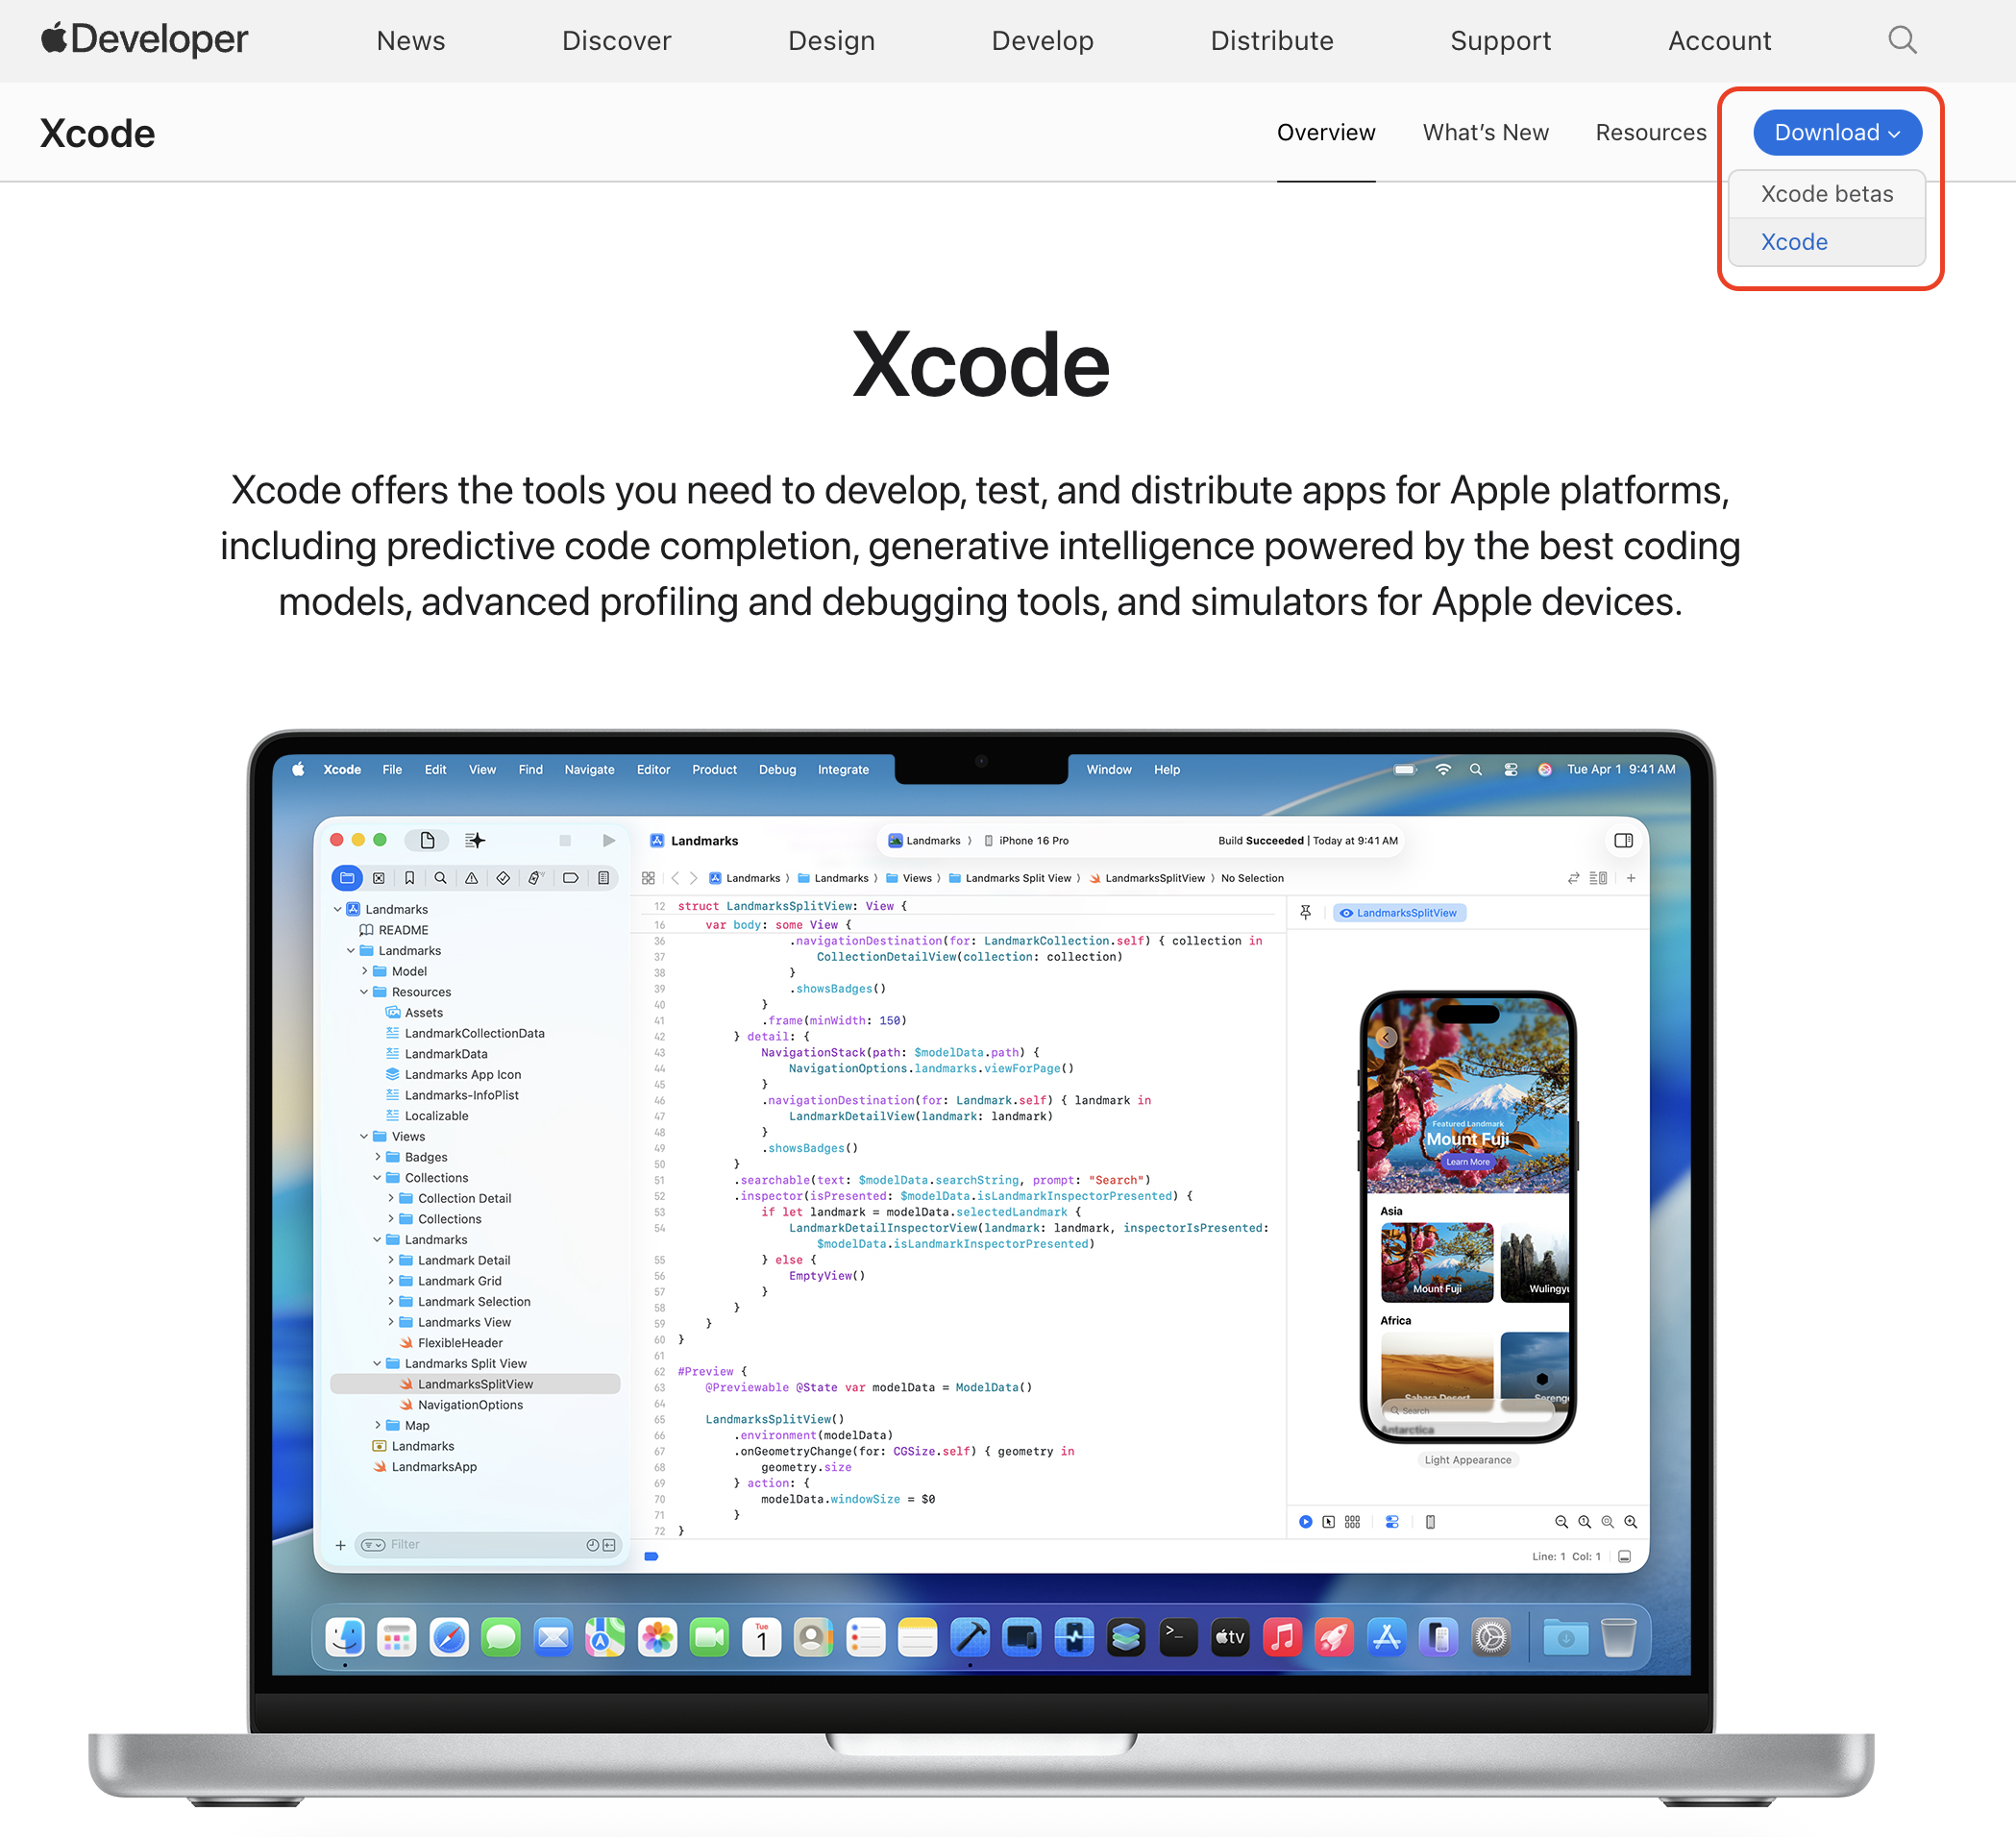 Developer
News
Discover
Design
Develop
Distribute
Support
Account
Xcode
Overview
What's New
Resources
Download
Xcode betas
Xcode
Xcode
Xcode offers the tools you need to develop, test, and distribute apps for Apple platforms,
including predictive code completion, generative intelligence powered by the best coding
models, advanced profiling and debugging tools, and simulators for Apple devices.
Xcode File Edit View Find Navigate Editor Product Debug Integrate Window Help Tue Apr 1 9:41 AM
Landmarks
Landmarks 〉 iPhone 16 Pro
Build Succeeded | Today at 9:41 AM
Landmarks 〉 Landmarks 〉 Views 〉 Landmarks Split View 〉 LandmarksSplitView 〉 No Selection
Landmarks
README
Landmarks
Model
Resources
Assets
LandmarkCollectionData
LandmarkData
Landmarks App Icon
Landmarks-InfoPlist
Localizable
Views
Badges
Collections
Collection Detail
Collections
Landmarks
Landmark Detail
Landmark Grid
Landmark Selection
Landmarks View
FlexibleHeader
Landmarks Split View
LandmarksSplitView
NavigationOptions
Map
Landmarks
LandmarksApp
Filter
12 struct LandmarksSplitView: View {
16 var body: some View {
36 .navigationDestination(for: LandmarkCollection.self) { collection in
37 CollectionDetailView(collection: collection)
38 }
39 .showsBadges()
40 }
41 .frame(minWidth: 150)
42 } detail: {
43 NavigationStack(path: $modelData.path) {
44 NavigationOptions.landmarks.viewForPage()
45 }
46 .navigationDestination(for: Landmark.self) { landmark in
47 LandmarkDetailView(landmark: landmark)
48 }
49 .showsBadges()
50 }
51 .searchable(text: $modelData.searchString, prompt: "Search")
52 .inspector(isPresented: $modelData.isLandmarkInspectorPresented) {
53 if let landmark = modelData.selectedLandmark {
54 LandmarkDetailInspectorView(landmark: landmark, inspectorIsPresented:
$modelData.isLandmarkInspectorPresented)
55 } else {
56 EmptyView()
57 }
58 }
59 }
60 }
61
62 #Preview {
63 @Previewable @State var modelData = ModelData()
64
65 LandmarksSplitView()
66 .environment(modelData)
67 .onGeometryChange(for: CGSize.self) { geometry in
68 geometry.size
69 } action: {
70 modelData.windowSize = $0
71 }
72 }
LandmarksSplitView
Featured Landmark
Mount Fuji
Learn More
Asia
Mount Fuji
Wulingyu
Africa
Sahara Desert
Sereng
Search
Antarctica
Light Appearance
Line: 1 Col: 1
Tue
1
tv